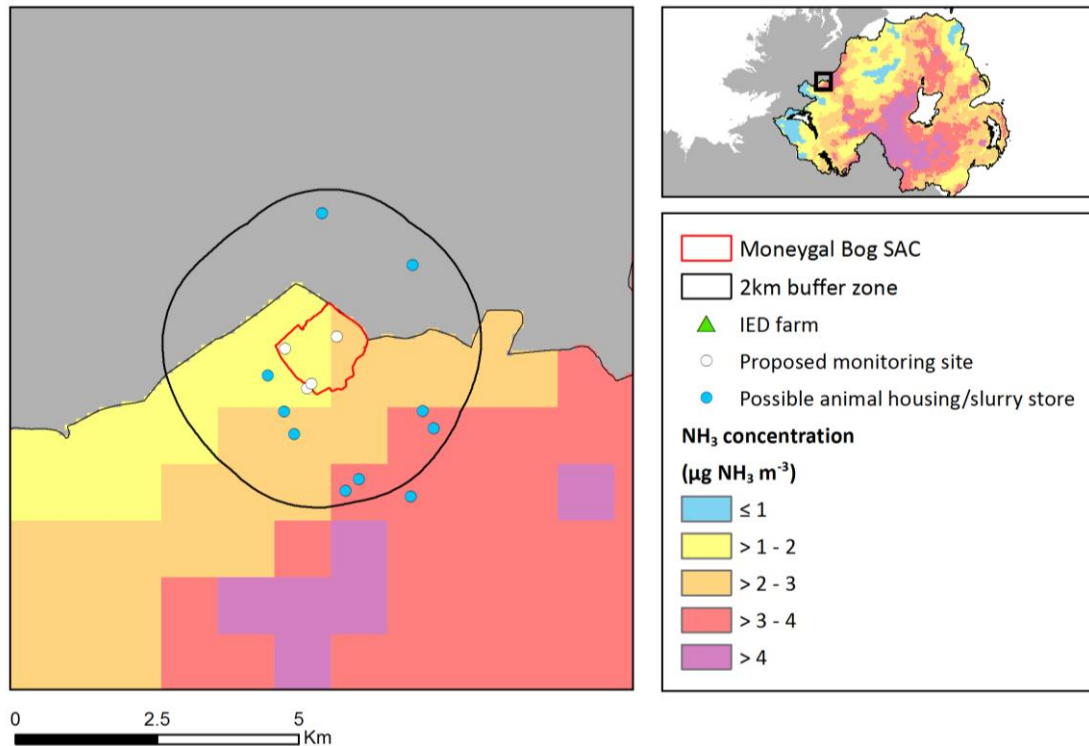 Moneygal Bog SAC
2km buffer zone
IED farm
Proposed monitoring site
Possible animal housing/slurry store
NH₃ concentration
(µg NH₃ m⁻³)
≤ 1
> 1 - 2
> 2 - 3
> 3 - 4
> 4
0 2.5 5
Km